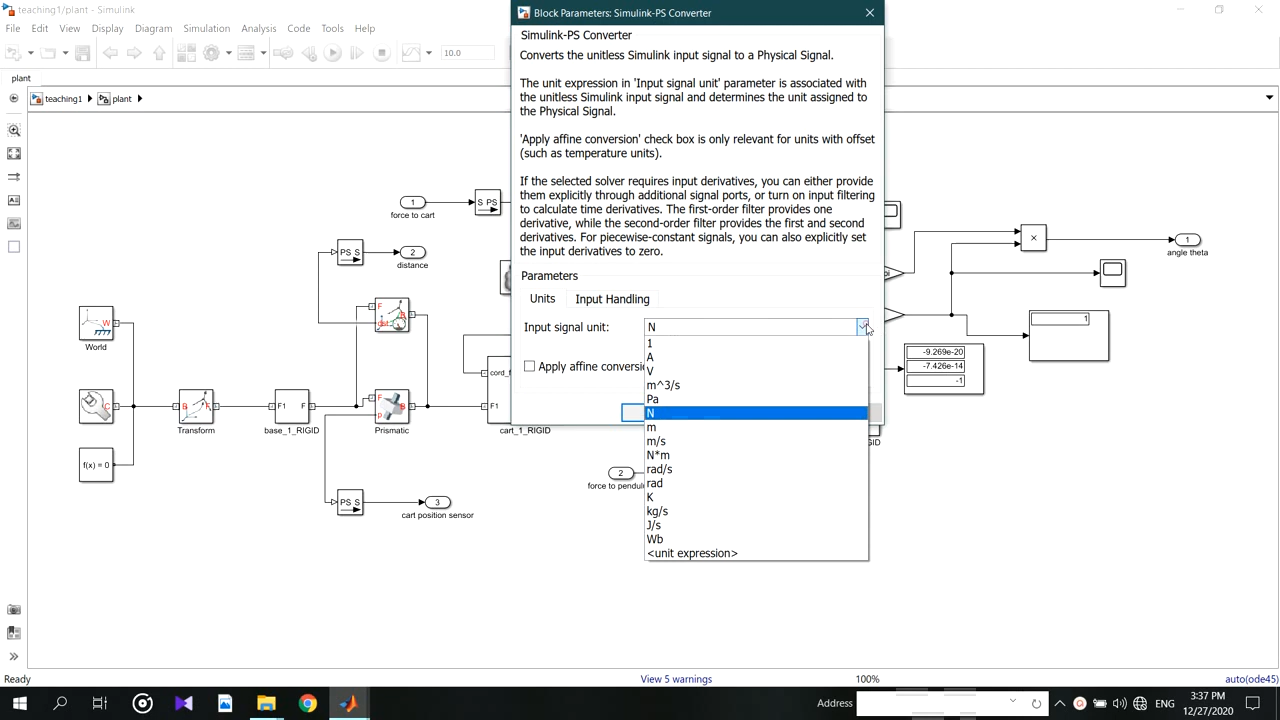 teaching1/plant - Simulink
File Edit View Display Diagram Simulation Analysis Code Tools Help
10.0
plant
teaching1 plant
Block Parameters: Simulink-PS Converter
Simulink-PS Converter
Converts the unitless Simulink input signal to a Physical Signal.
The unit expression in 'Input signal unit' parameter is associated with
the unitless Simulink input signal and determines the unit assigned to
the Physical Signal.
'Apply affine conversion' check box is only relevant for units with offset
(such as temperature units).
If the selected solver requires input derivatives, you can either provide
them explicitly through additional signal ports, or turn on input filtering
to calculate time derivatives. The first-order filter provides one
derivative, while the second-order filter provides the first and second
derivatives. For piecewise-constant signals, you can also explicitly set
the input derivatives to zero.
Parameters
Units Input Handling
Input signal unit: N
Apply affine conversi
1
A
V
m^3/s
Pa
N
m
m/s
N*m
rad/s
rad
K
kg/s
J/s
Wb
<unit expression>
1
force to cart
S PS
PS S
2
distance
World
W
F
B
dist
C
B F
Transform
F1 F
base_1_RIGID
F
B
p
Prismatic
cord_f
F1
cart_1_RIGID
f(x) = 0
PS S
3
cart position sensor
2
force to pendul
GID
×
1
angle theta
1
-9.269e-20
-7.426e-14
-1
Ready
View 5 warnings
100%
auto(ode45)
Address
ENG
3:37 PM
12/27/2020